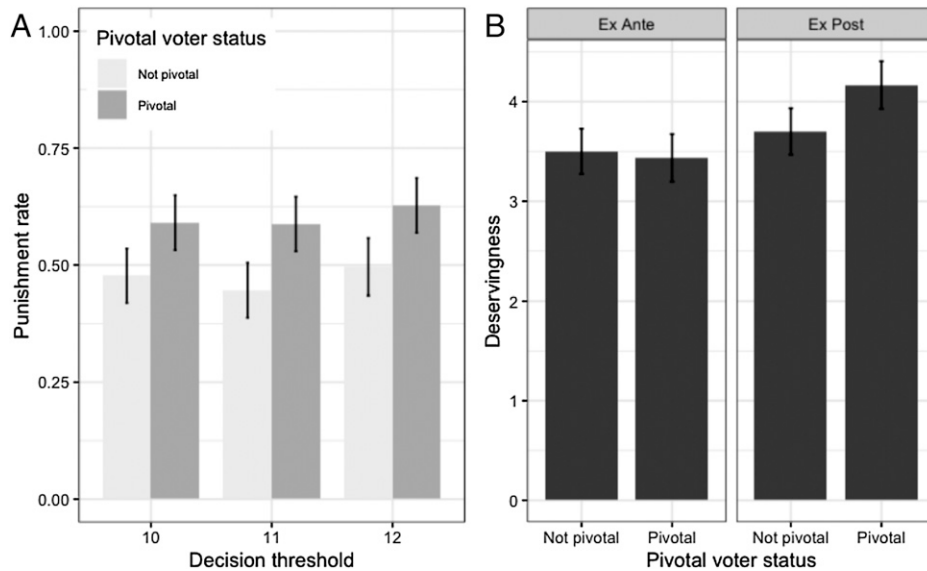 A
Pivotal voter status
Not pivotal
Pivotal
1.00
0.75
0.50
0.25
0.00
Punishment rate
10 11 12
Decision threshold
B
Ex Ante Ex Post
4
3
2
1
0
Deservingness
Not pivotal Pivotal Not pivotal Pivotal
Pivotal voter status